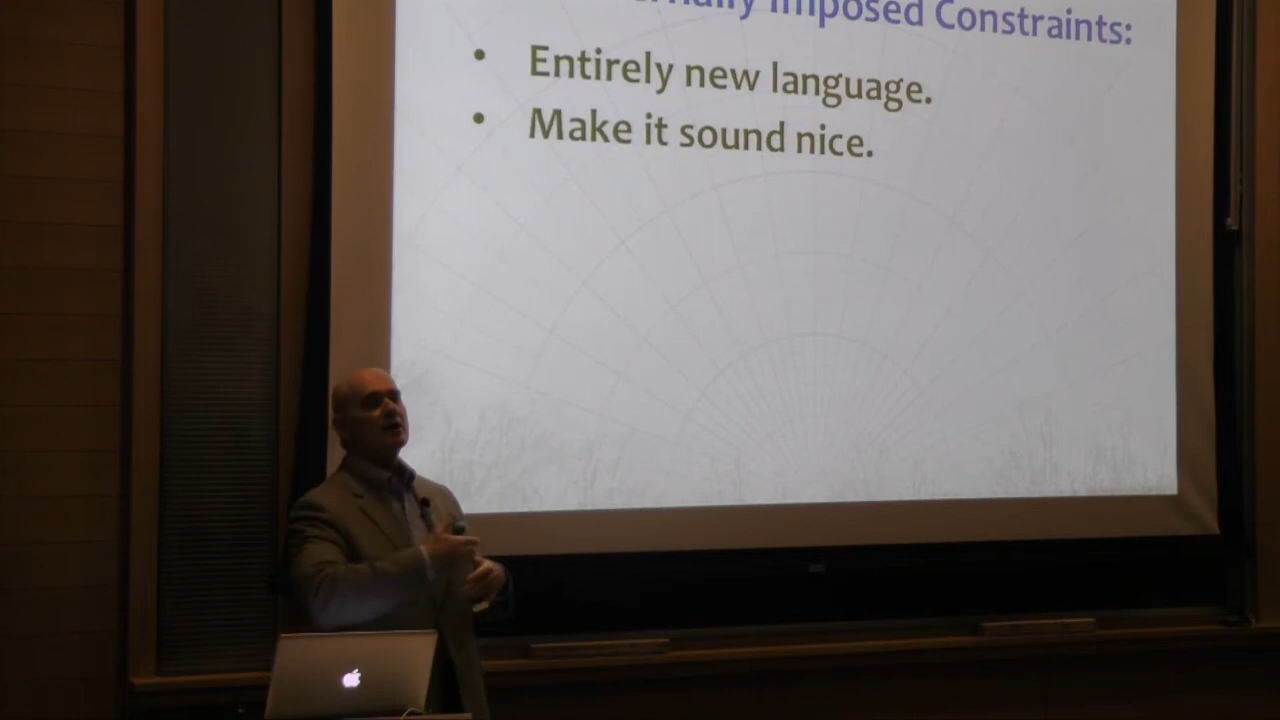 Imposed Constraints:
• Entirely new language.
• Make it sound nice.